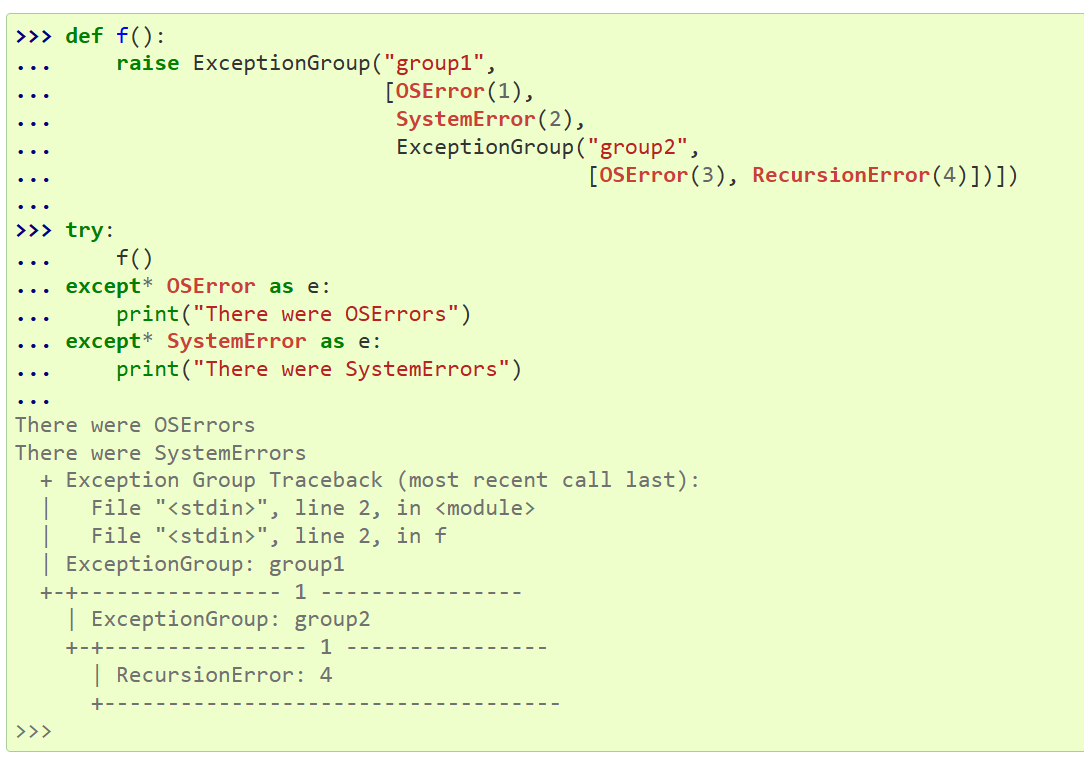 >>> def f():
...     raise ExceptionGroup("group1",
...                          [OSError(1),
...                           SystemError(2),
...                           ExceptionGroup("group2",
...                                          [OSError(3), RecursionError(4)])])
...
>>> try:
...     f()
... except* OSError as e:
...     print("There were OSErrors")
... except* SystemError as e:
...     print("There were SystemErrors")
...
There were OSErrors
There were SystemErrors
  + Exception Group Traceback (most recent call last):
  |   File "<stdin>", line 2, in <module>
  |   File "<stdin>", line 2, in f
  | ExceptionGroup: group1
  +-+---------------- 1 ----------------
    | ExceptionGroup: group2
    +-+---------------- 1 ----------------
      | RecursionError: 4
      +------------------------------------
>>>